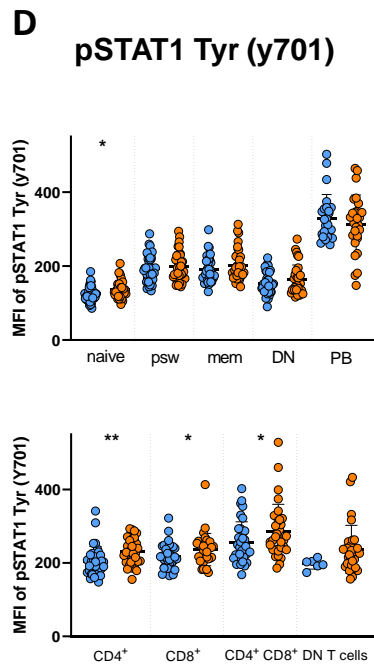 D
pSTAT1 Tyr (y701)
MFI of pSTAT1 Tyr (y701)
400
200
0
*
naive psw mem DN PB
MFI of pSTAT1 Tyr (Y701)
400
200
0
** * *
CD4⁺ CD8⁺ CD4⁺ CD8⁺ DN T cells